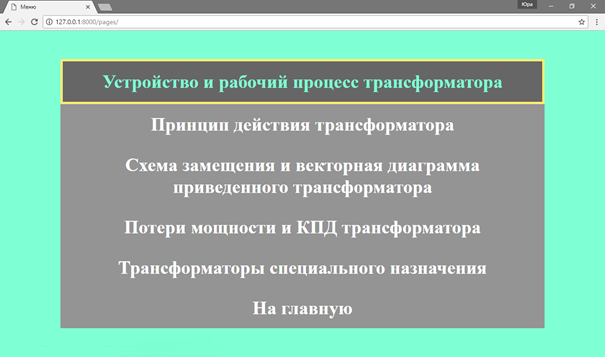 Меню
Юра
127.0.0.1:8000/pages/
Устройство и рабочий процесс трансформатора
Принцип действия трансформатора
Схема замещения и векторная диаграмма
приведенного трансформатора
Потери мощности и КПД трансформатора
Трансформаторы специального назначения
На главную